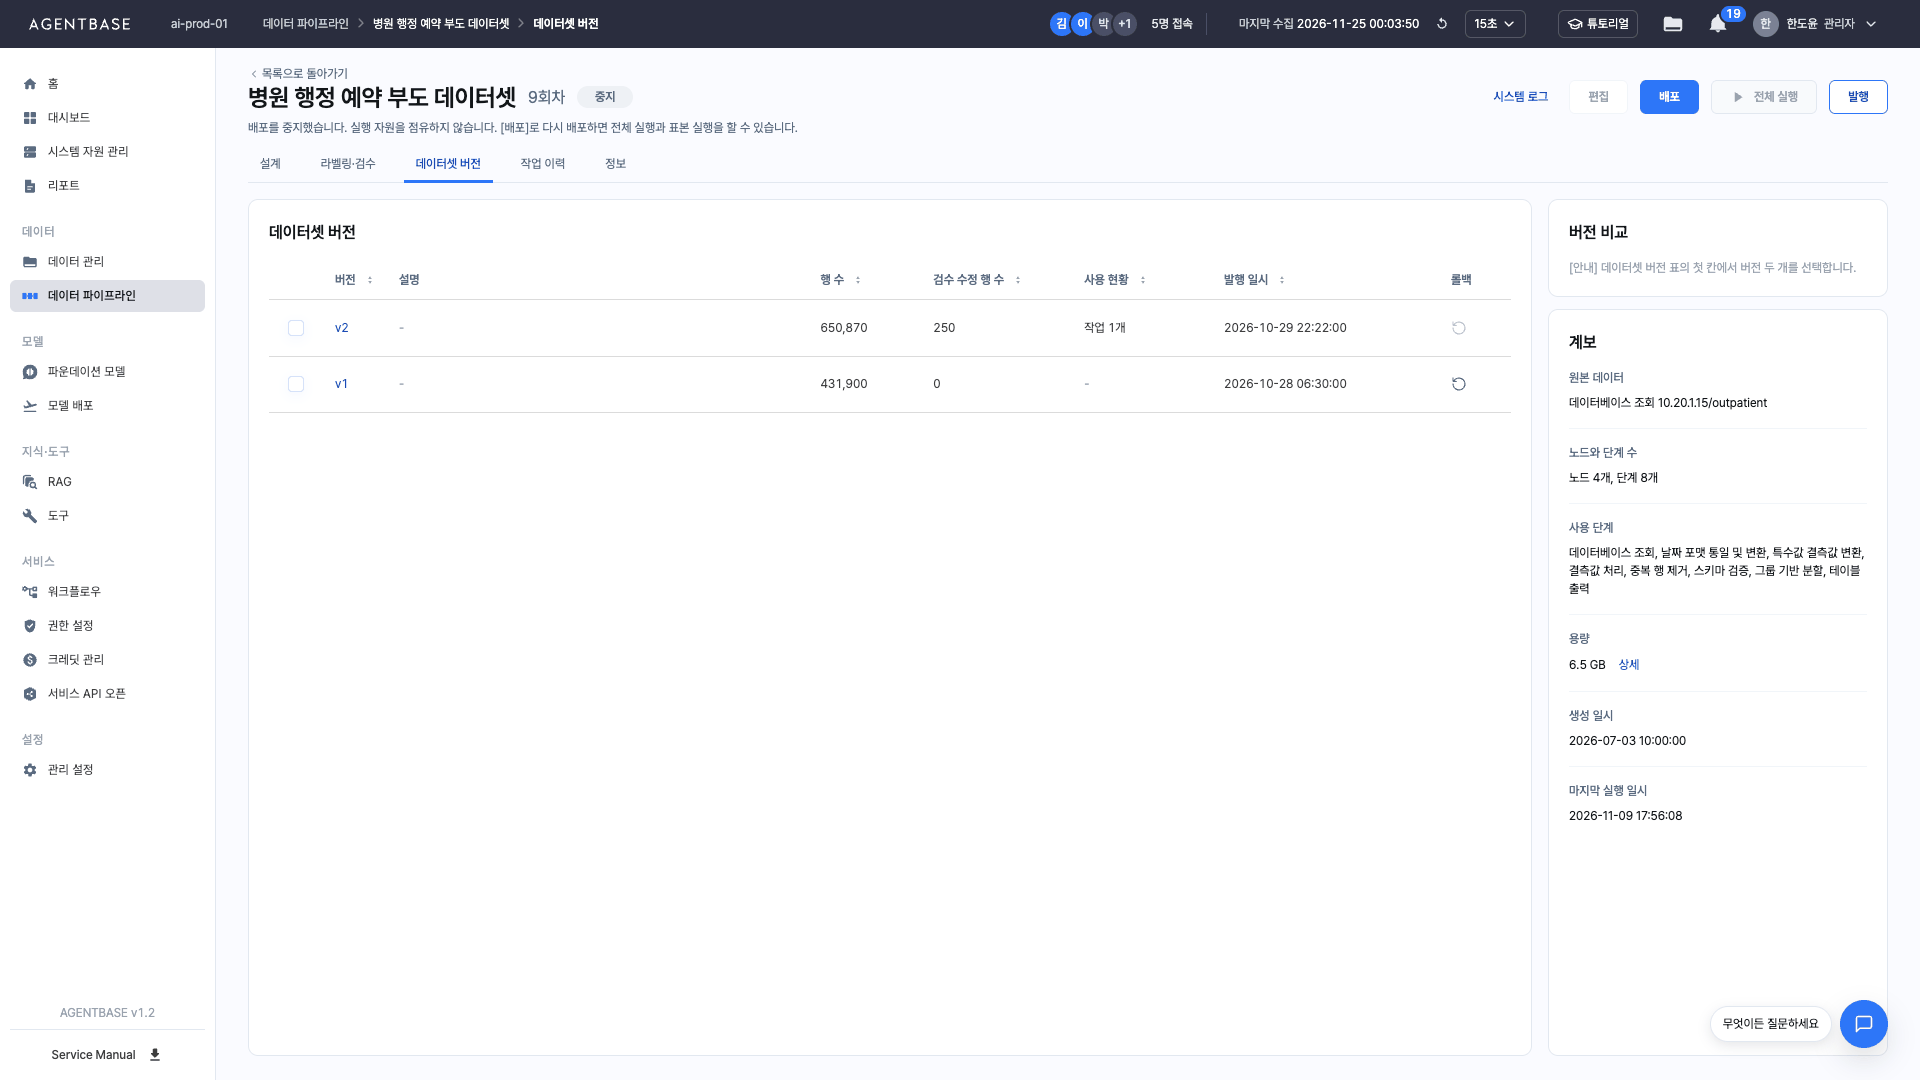 AGENTBASE
ai-prod-01
데이터 파이프라인 > 병원 행정 예약 부도 데이터셋 > 데이터셋 버전
김 이 박 +1 5명 접속
마지막 수집 2026-11-25 00:03:50
15초
튜토리얼
19
한 한도윤 관리자
홈
대시보드
시스템 자원 관리
리포트
데이터
데이터 관리
데이터 파이프라인
모델
파운데이션 모델
모델 배포
지식·도구
RAG
도구
서비스
워크플로우
권한 설정
크레딧 관리
서비스 API 오픈
설정
관리 설정
AGENTBASE v1.2
Service Manual
목록으로 돌아가기
병원 행정 예약 부도 데이터셋 9회차 중지
배포를 중지했습니다. 실행 자원을 점유하지 않습니다. [배포]로 다시 배포하면 전체 실행과 표본 실행을 할 수 있습니다.
시스템 로그 편집 배포 전체 실행 발행
설계 라벨링·검수 데이터셋 버전 작업 이력 정보
데이터셋 버전
버전 설명 행 수 검수 수정 행 수 사용 현황 발행 일시 롤백
v2 - 650,870 250 작업 1개 2026-10-29 22:22:00
v1 - 431,900 0 - 2026-10-28 06:30:00
버전 비교
[안내] 데이터셋 버전 표의 첫 칸에서 버전 두 개를 선택합니다.
계보
원본 데이터
데이터베이스 조회 10.20.1.15/outpatient
노드와 단계 수
노드 4개, 단계 8개
사용 단계
데이터베이스 조회, 날짜 포맷 통일 및 변환, 특수값 결측값 변환,
결측값 처리, 중복 행 제거, 스키마 검증, 그룹 기반 분할, 테이블
출력
용량
6.5 GB 상세
생성 일시
2026-07-03 10:00:00
마지막 실행 일시
2026-11-09 17:56:08
무엇이든 질문하세요